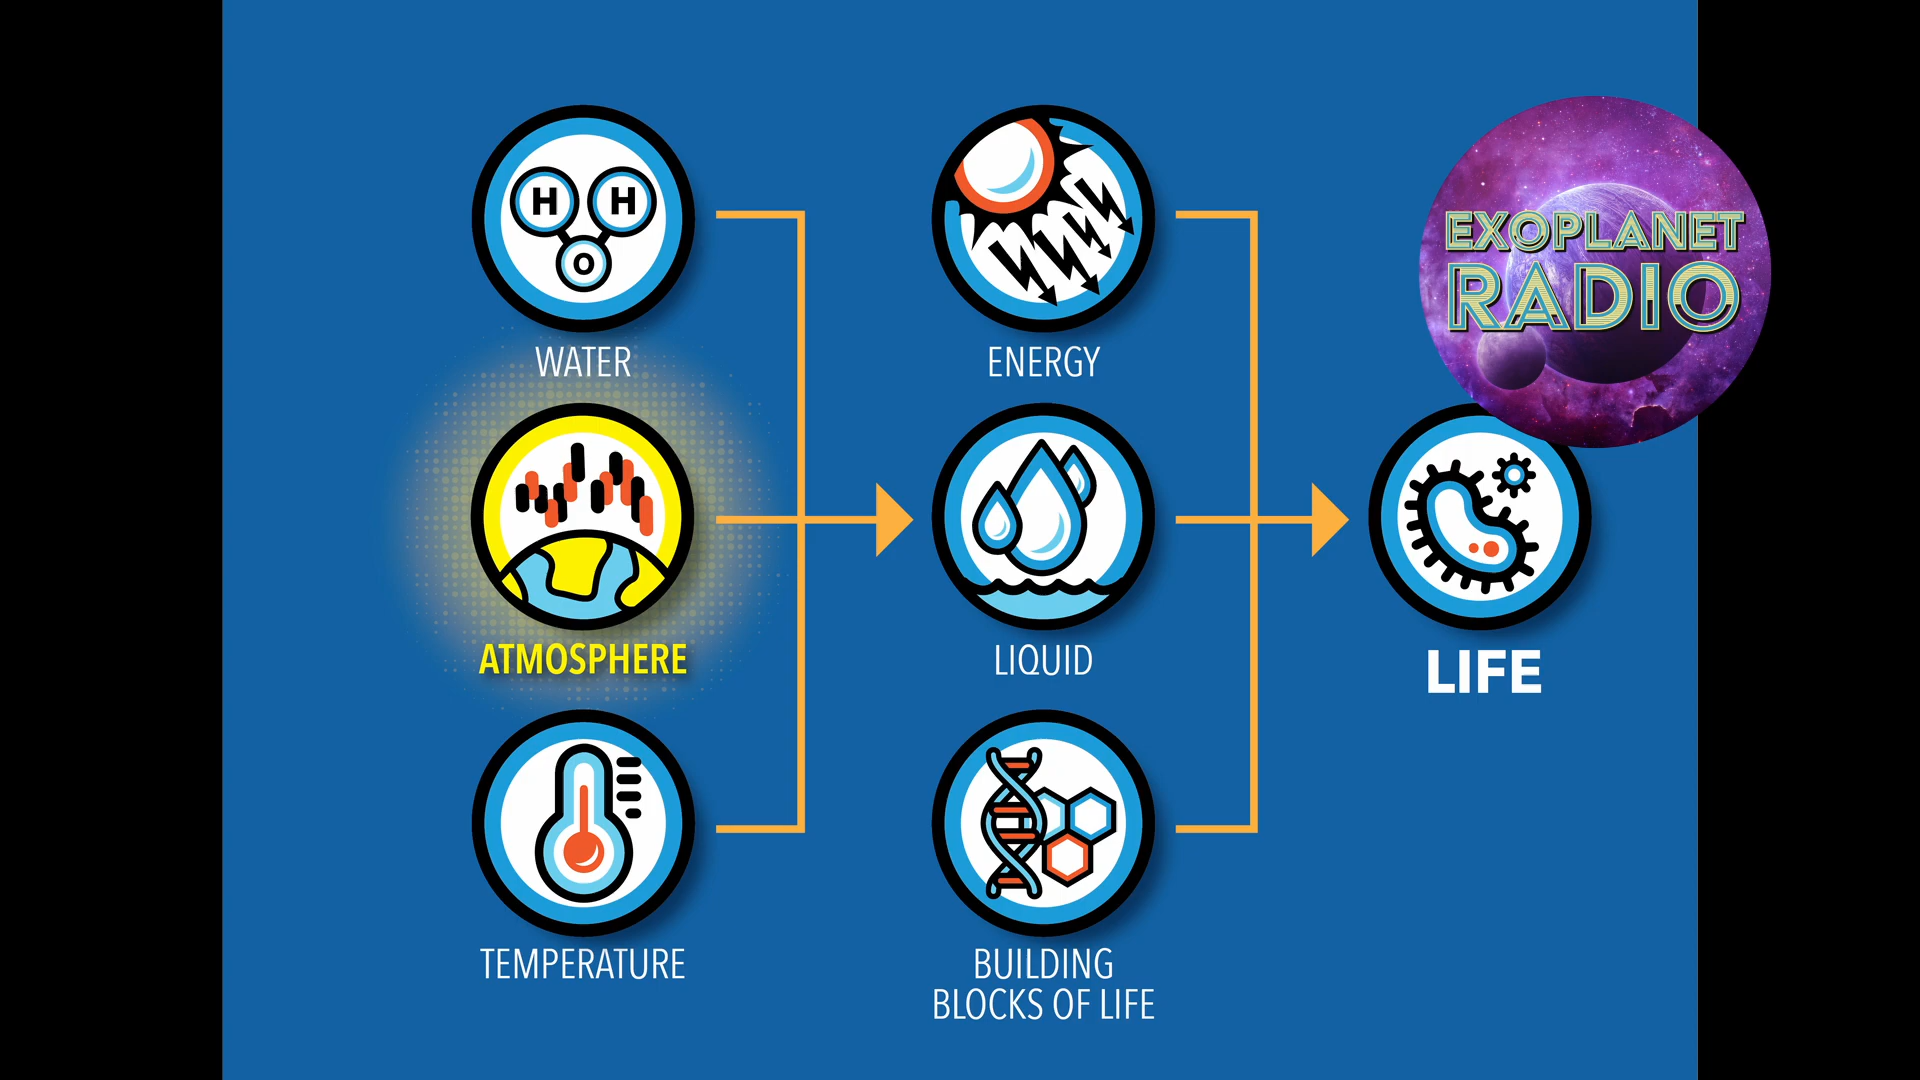 H H
O
WATER
ENERGY
EXOPLANET
RADIO
ATMOSPHERE
LIQUID
LIFE
TEMPERATURE
BUILDING
BLOCKS OF LIFE